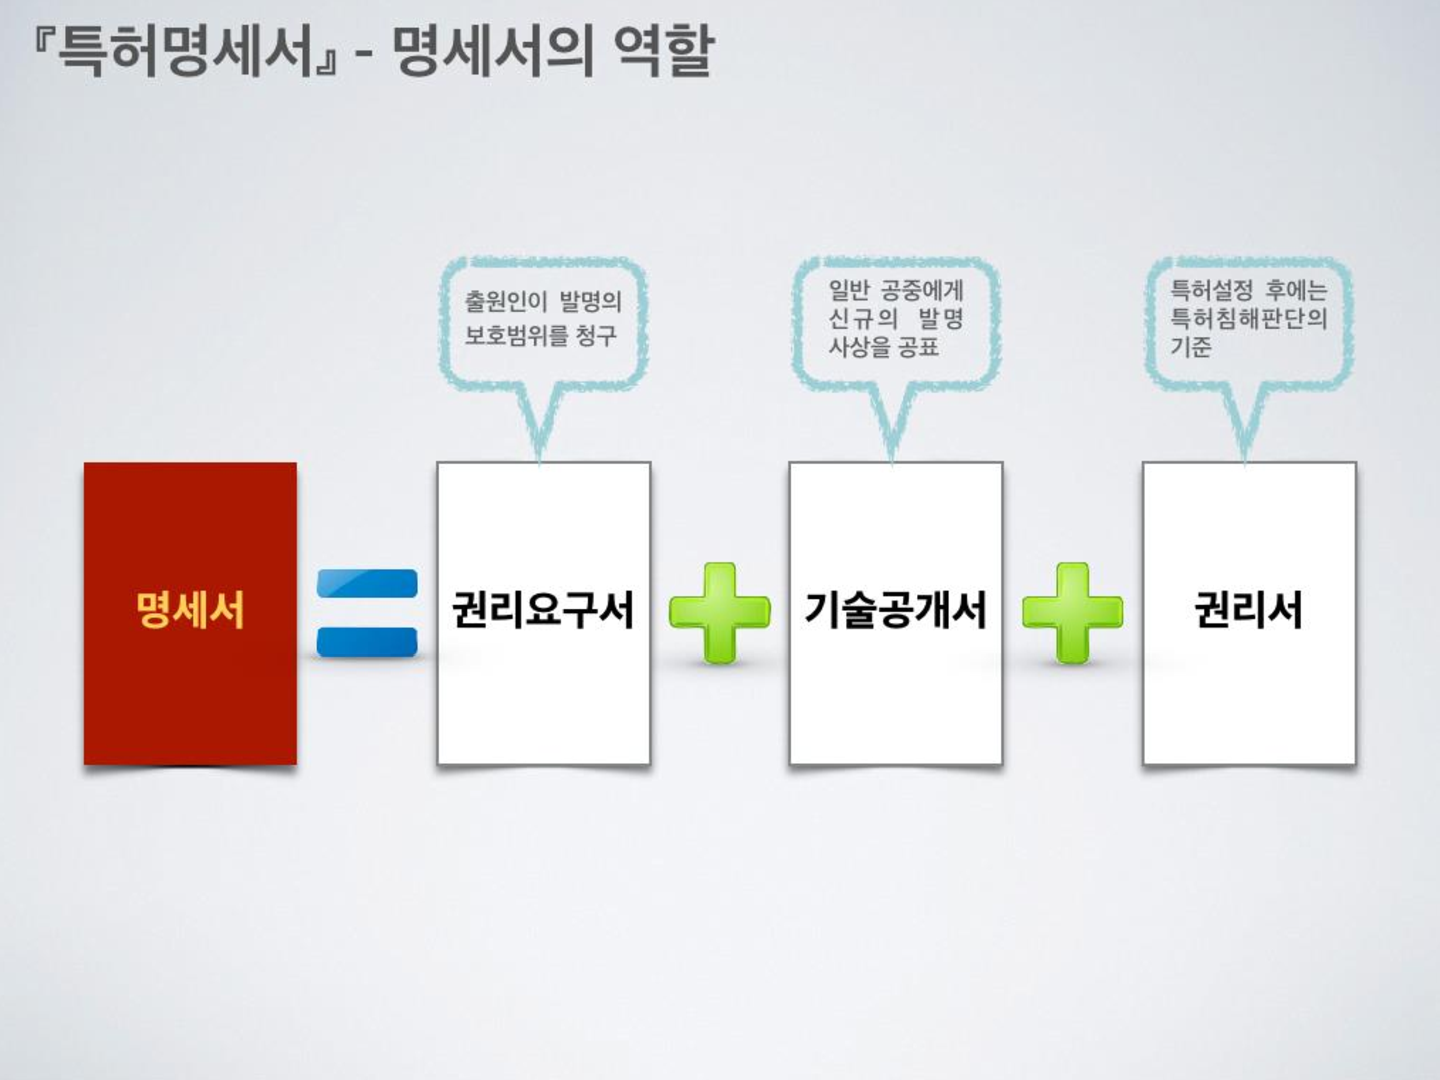 『특허명세서』 - 명세서의 역할
출원인이 발명의
보호범위를 청구
일반 공중에게
신규의 발명
사상을 공표
특허설정 후에는
특허침해판단의
기준
명세서
권리요구서
기술공개서
권리서